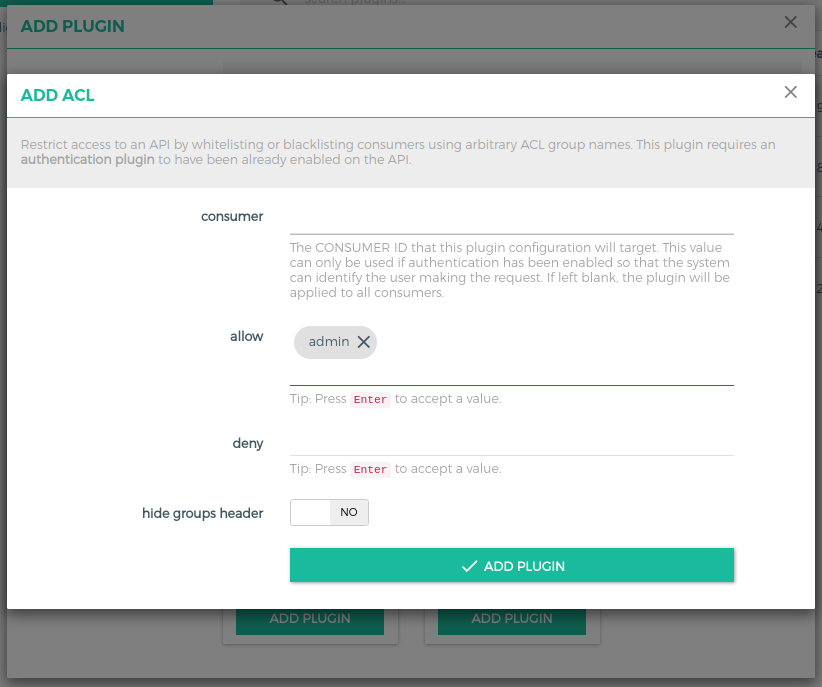 search plugins...
ADD PLUGIN
ADD ACL
Restrict access to an API by whitelisting or blacklisting consumers using arbitrary ACL group names. This plugin requires an
authentication plugin to have been already enabled on the API.
consumer
The CONSUMER ID that this plugin configuration will target. This value
can only be used if authentication has been enabled so that the system
can identify the user making the request. If left blank, the plugin will be
applied to all consumers.
allow
admin
Tip: Press Enter to accept a value.
deny
Tip: Press Enter to accept a value.
hide groups header
NO
ADD PLUGIN
ADD PLUGIN
ADD PLUGIN